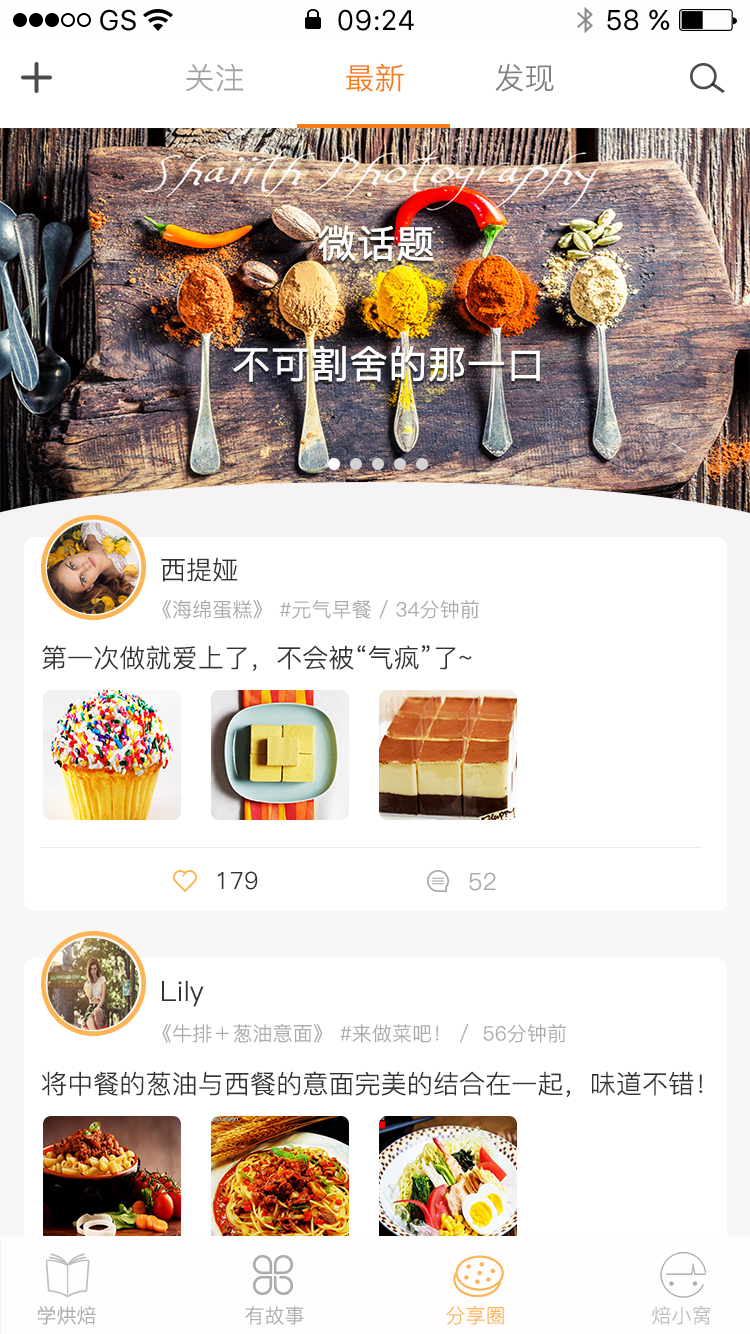 GS 09:24 58 %
关注 最新 发现
Shaiith Photography
微话题
不可割舍的那一口
西提娅
《海绵蛋糕》 #元气早餐 / 34分钟前
第一次做就爱上了，不会被“气疯”了~
179 52
Lily
《牛排＋葱油意面》 #来做菜吧！ / 56分钟前
将中餐的葱油与西餐的意面完美的结合在一起，味道不错！
学烘焙 有故事 分享圈 焙小窝